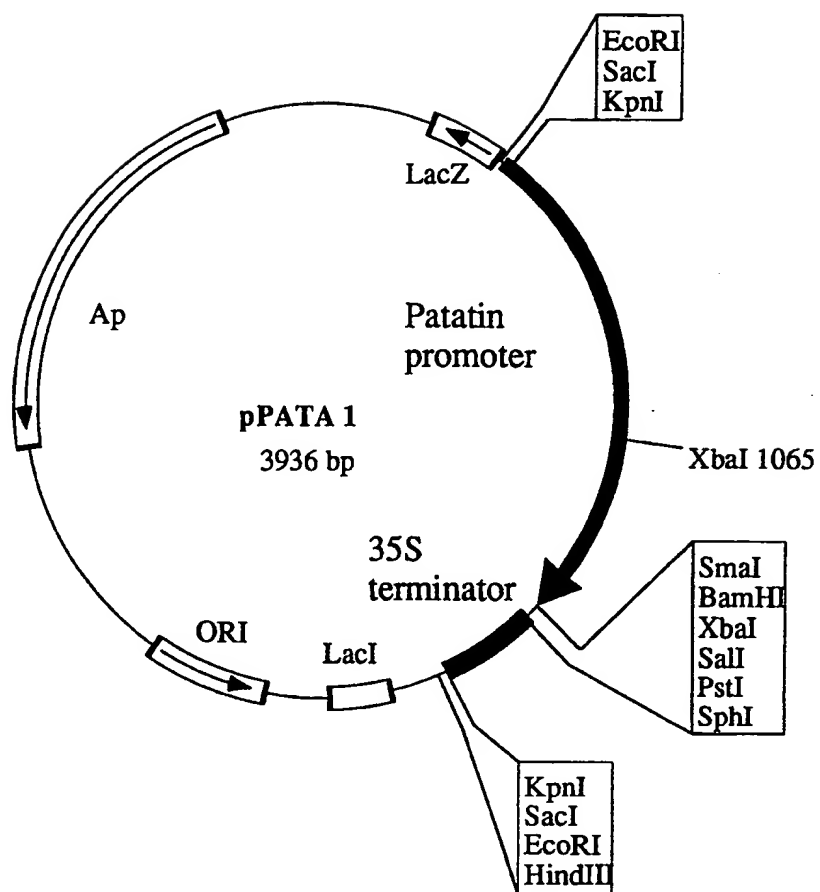 EcoRI
SacI
KpnI
LacZ
Ap
Patatin
promoter
pPATA 1
3936 bp
XbaI 1065
35S
terminator
SmaI
BamHI
XbaI
SalI
PstI
SphI
ORI
LacI
KpnI
SacI
EcoRI
HindIII